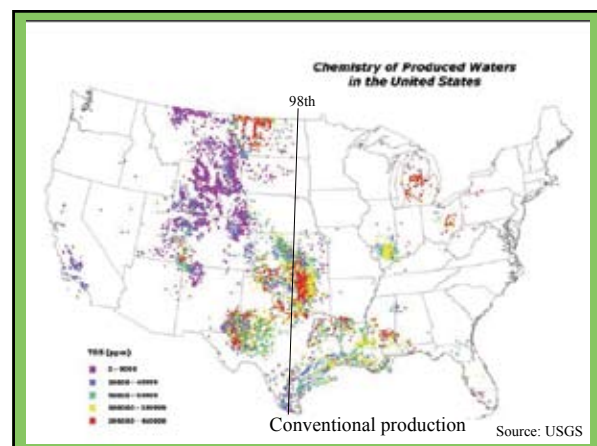 Chemistry of Produced Waters
in the United States
98th
TDS (ppm)
Conventional production
Source: USGS